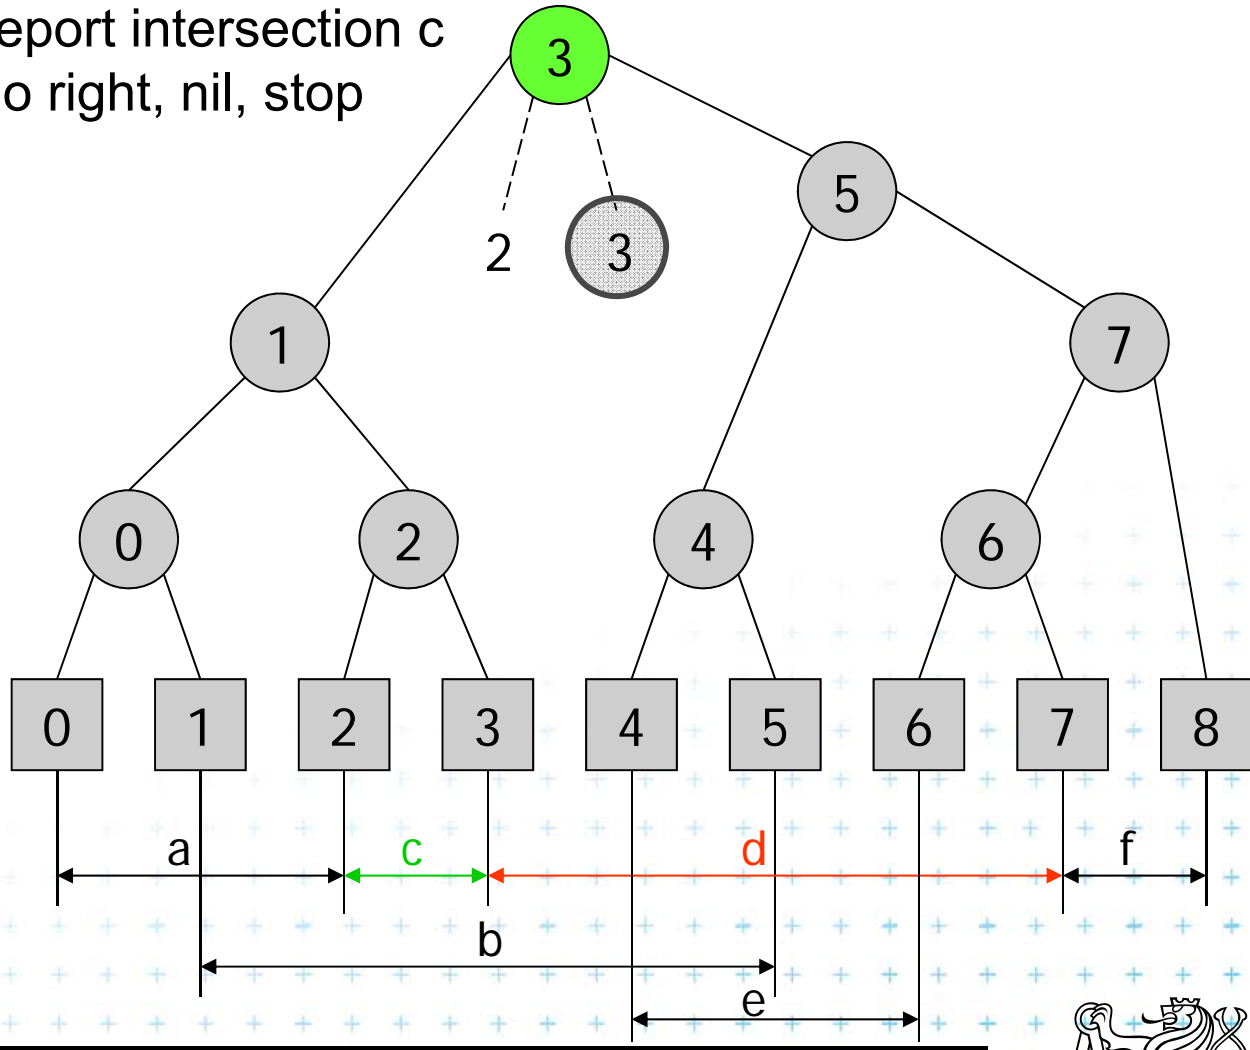 eport intersection c
o right, nil, stop
3
5
2 3
1 7
0 2 4 6
0 1 2 3 4 5 6 7 8
a c d f
b
e